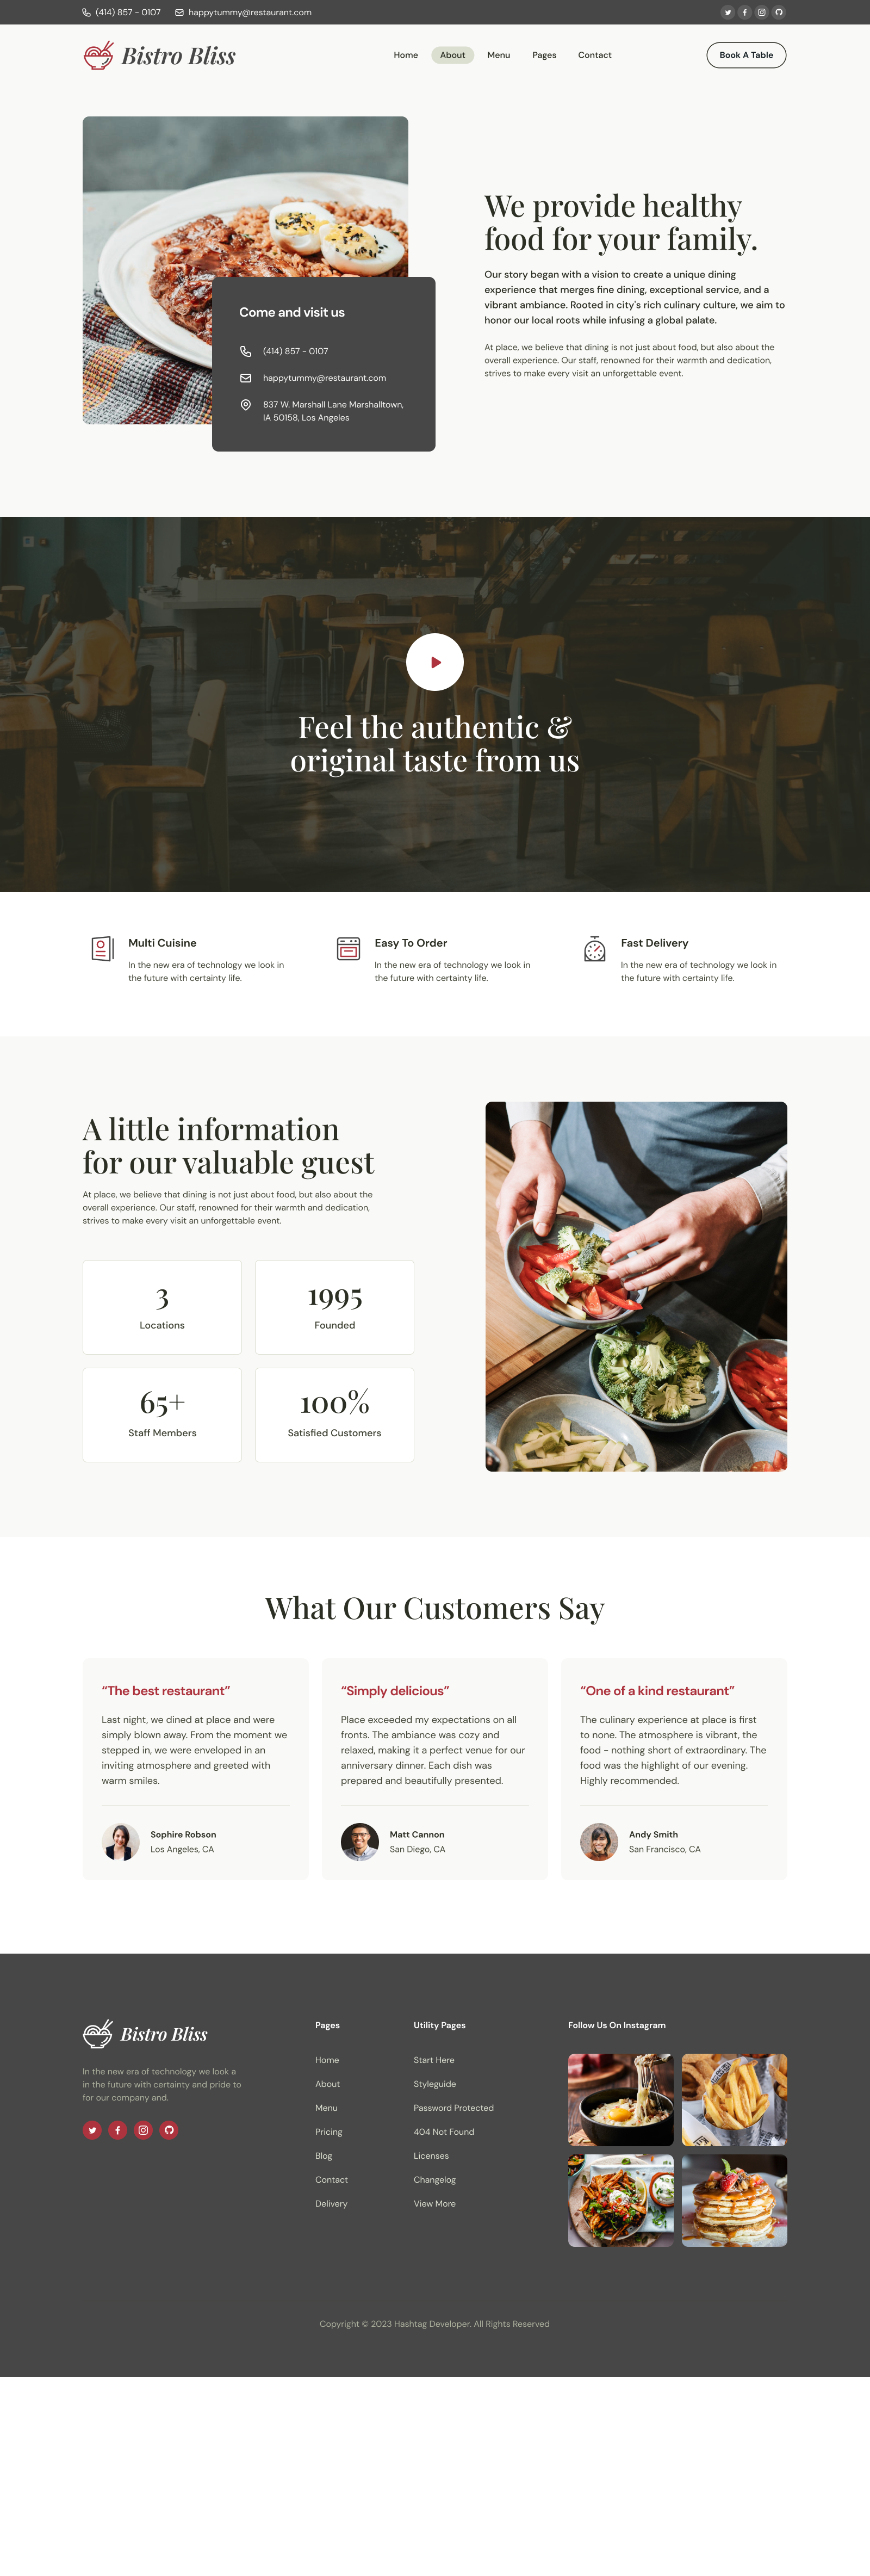 (414) 857 - 0107
happytummy@restaurant.com
Bistro Bliss
Home
About
Menu
Pages
Contact
Book A Table
We provide healthy
food for your family.
Our story began with a vision to create a unique dining
experience that merges fine dining, exceptional service, and a
vibrant ambiance. Rooted in city's rich culinary culture, we aim to
honor our local roots while infusing a global palate.
At place, we believe that dining is not just about food, but also about the
overall experience. Our staff, renowned for their warmth and dedication,
strives to make every visit an unforgettable event.
Come and visit us
(414) 857 - 0107
happytummy@restaurant.com
837 W. Marshall Lane Marshalltown,
IA 50158, Los Angeles
Feel the authentic &
original taste from us
Multi Cuisine
In the new era of technology we look in
the future with certainty life.
Easy To Order
In the new era of technology we look in
the future with certainty life.
Fast Delivery
In the new era of technology we look in
the future with certainty life.
A little information
for our valuable guest
At place, we believe that dining is not just about food, but also about the
overall experience. Our staff, renowned for their warmth and dedication,
strives to make every visit an unforgettable event.
3
Locations
1995
Founded
65+
Staff Members
100%
Satisfied Customers
What Our Customers Say
“The best restaurant”
Last night, we dined at place and were
simply blown away. From the moment we
stepped in, we were enveloped in an
inviting atmosphere and greeted with
warm smiles.
Sophire Robson
Los Angeles, CA
“Simply delicious”
Place exceeded my expectations on all
fronts. The ambiance was cozy and
relaxed, making it a perfect venue for our
anniversary dinner. Each dish was
prepared and beautifully presented.
Matt Cannon
San Diego, CA
“One of a kind restaurant”
The culinary experience at place is first
to none. The atmosphere is vibrant, the
food - nothing short of extraordinary. The
food was the highlight of our evening.
Highly recommended.
Andy Smith
San Francisco, CA
Bistro Bliss
In the new era of technology we look a
in the future with certainty and pride to
for our company and.
Pages
Home
About
Menu
Pricing
Blog
Contact
Delivery
Utility Pages
Start Here
Styleguide
Password Protected
404 Not Found
Licenses
Changelog
View More
Follow Us On Instagram
Copyright © 2023 Hashtag Developer. All Rights Reserved